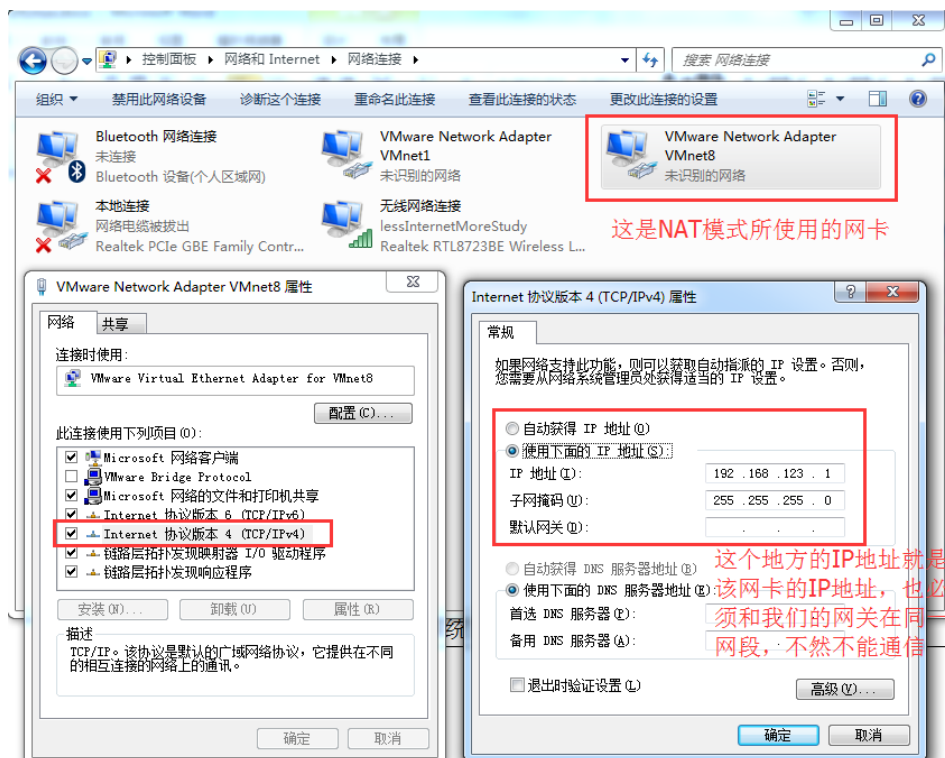 控制面板 ▸ 网络和 Internet ▸ 网络连接 ▸
搜索 网络连接
组织 禁用此网络设备 诊断这个连接 重命名此连接 查看此连接的状态 更改此连接的设置
Bluetooth 网络连接
未连接
Bluetooth 设备(个人区域网)
VMware Network Adapter
VMnet1
未识别的网络
VMware Network Adapter
VMnet8
未识别的网络
本地连接
网络电缆被拔出
Realtek PCIe GBE Family Contr...
无线网络连接
lessInternetMoreStudy
Realtek RTL8723BE Wireless L...
这是NAT模式所使用的网卡
VMware Network Adapter VMnet8 属性
网络 共享
连接时使用:
VMware Virtual Ethernet Adapter for VMnet8
配置(C)...
此连接使用下列项目(O):
Microsoft 网络客户端
VMware Bridge Protocol
Microsoft 网络的文件和打印机共享
Internet 协议版本 6 (TCP/IPv6)
Internet 协议版本 4 (TCP/IPv4)
链路层拓扑发现映射器 I/O 驱动程序
链路层拓扑发现响应程序
安装(N)... 卸载(U) 属性(R)
描述
TCP/IP。该协议是默认的广域网络协议，它提供在不同
的相互连接的网络上的通讯。
确定 取消
Internet 协议版本 4 (TCP/IPv4) 属性
常规
如果网络支持此功能，则可以获取自动指派的 IP 设置。否则，
您需要从网络系统管理员处获得适当的 IP 设置。
自动获得 IP 地址(O)
使用下面的 IP 地址(S):
IP 地址(I): 192 .168 .123 . 1
子网掩码(U): 255 .255 .255 . 0
默认网关(D): . . .
自动获得 DNS 服务器地址(B)
使用下面的 DNS 服务器地址(E):
首选 DNS 服务器(P):
备用 DNS 服务器(A):
这个地方的IP地址就是
该网卡的IP地址，也必
须和我们的网关在同
网段，不然不能通信
退出时验证设置(L)
高级(V)...
确定 取消
统